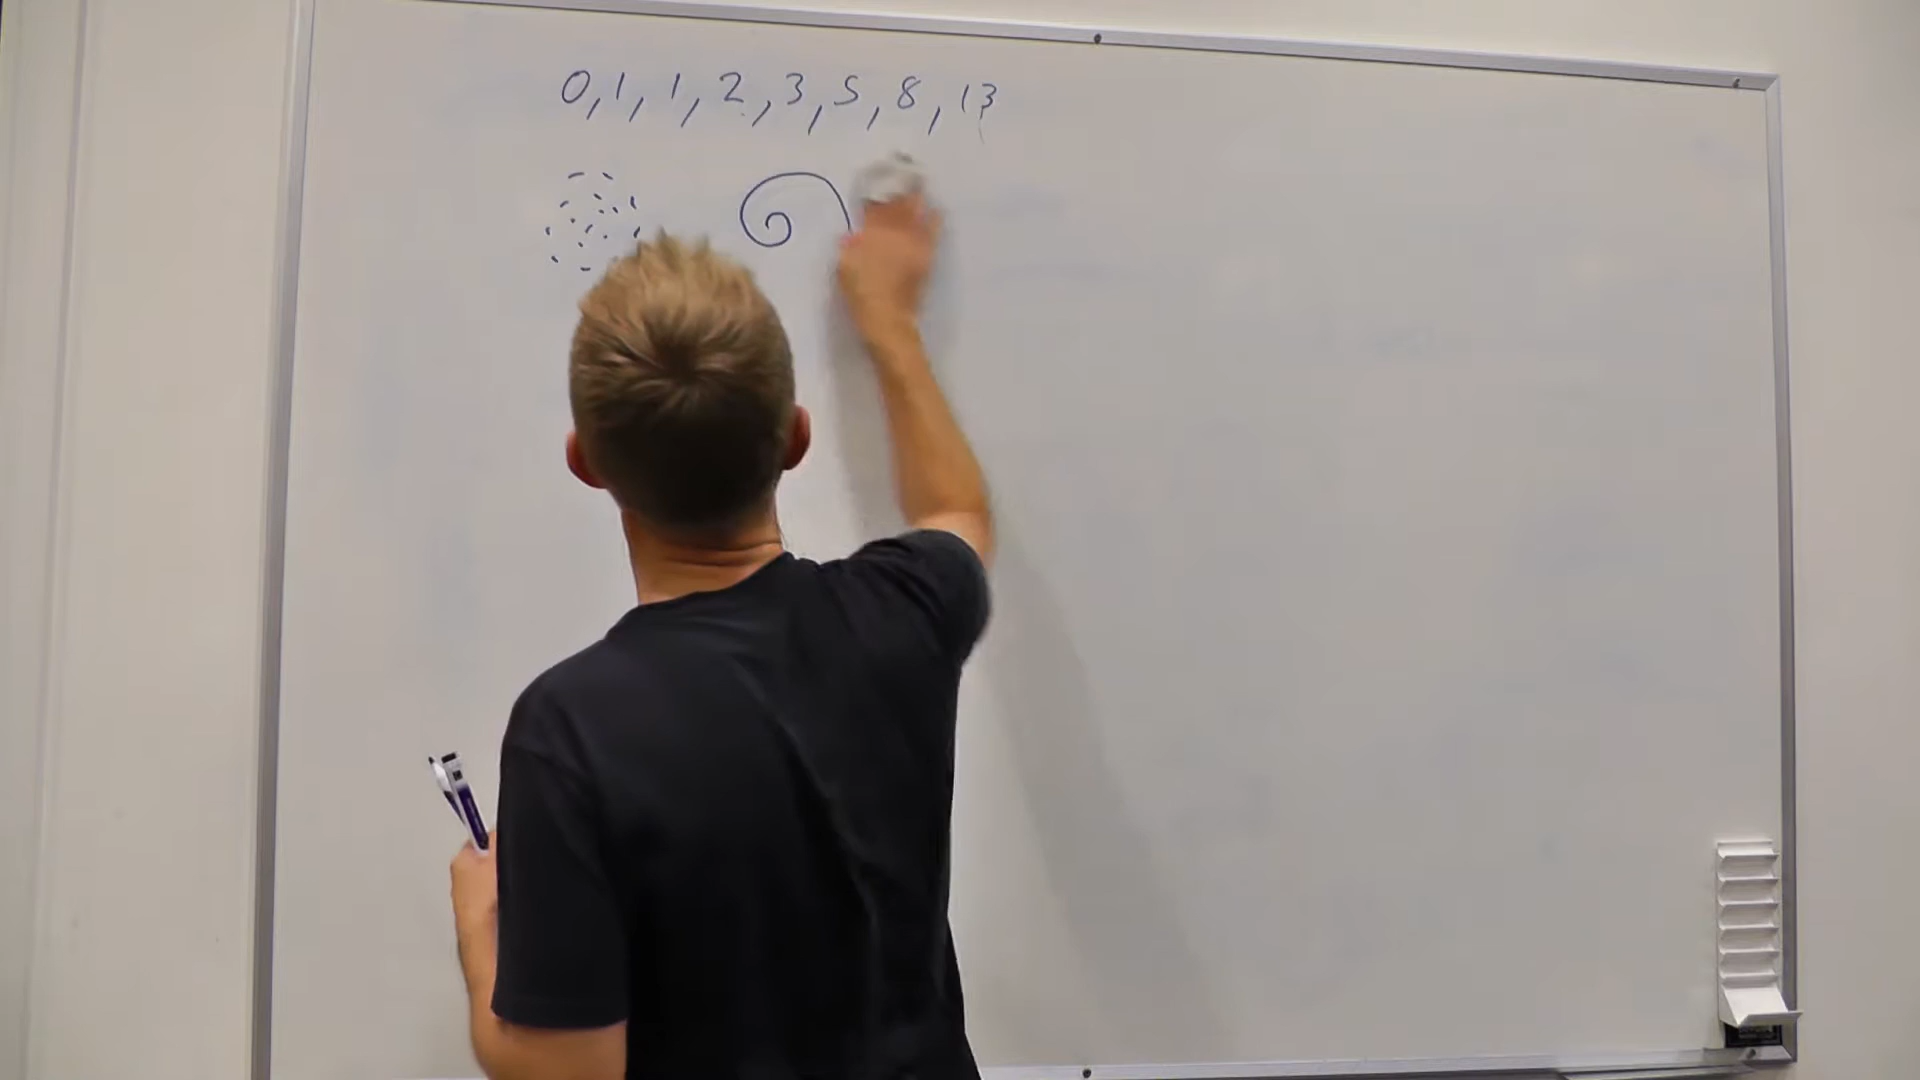 0, 1, 1, 2, 3, 5, 8, 13